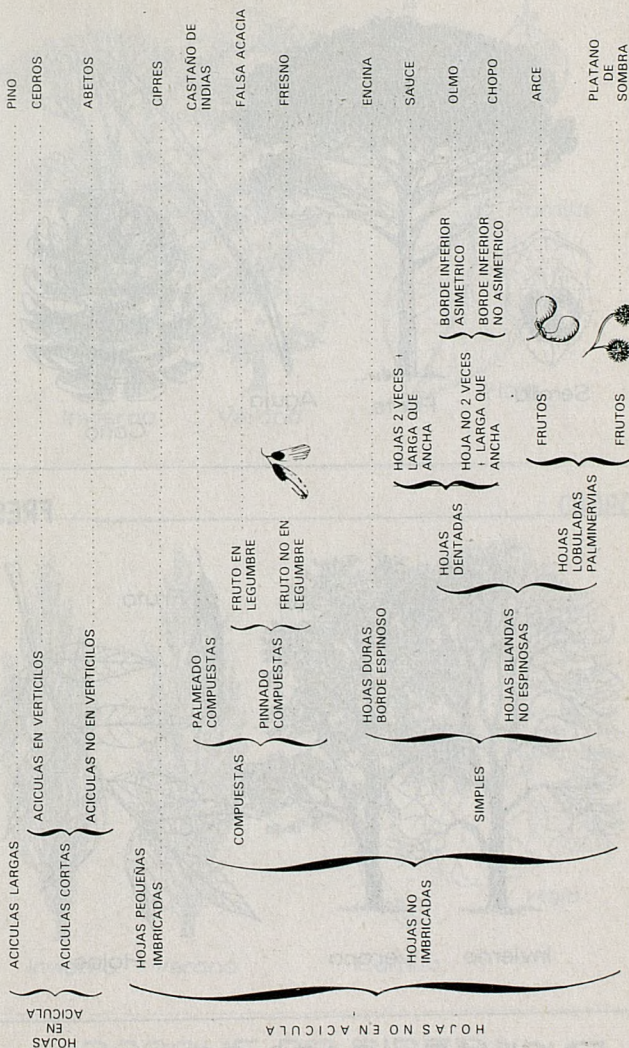 HOJAS
EN
ACICULA
ACICULAS LARGAS
PINO
ACICULAS CORTAS
ACICULAS EN VERTICILOS
CEDROS
ACICULAS NO EN VERTICILOS
ABETOS
HOJAS NO EN ACICULA
HOJAS PEQUEÑAS
IMBRICADAS
CIPRES
HOJAS NO
IMBRICADAS
COMPUESTAS
PALMEADO
COMPUESTAS
CASTAÑO DE
INDIAS
PINNADO
COMPUESTAS
FRUTO EN
LEGUMBRE
FALSA ACACIA
FRUTO NO EN
LEGUMBRE
FRESNO
SIMPLES
HOJAS DURAS
BORDE ESPINOSO
ENCINA
HOJAS BLANDAS
NO ESPINOSAS
HOJAS
DENTADAS
HOJAS 2 VECES +
LARGA QUE
ANCHA
SAUCE
HOJA NO 2 VECES
+ LARGA QUE
ANCHA
BORDE INFERIOR
ASIMETRICO
OLMO
BORDE INFERIOR
NO ASIMETRICO
CHOPO
HOJAS
LOBULADAS
PALMINERVIAS
FRUTOS
ARCE
FRUTOS
PLATANO
DE
SOMBRA